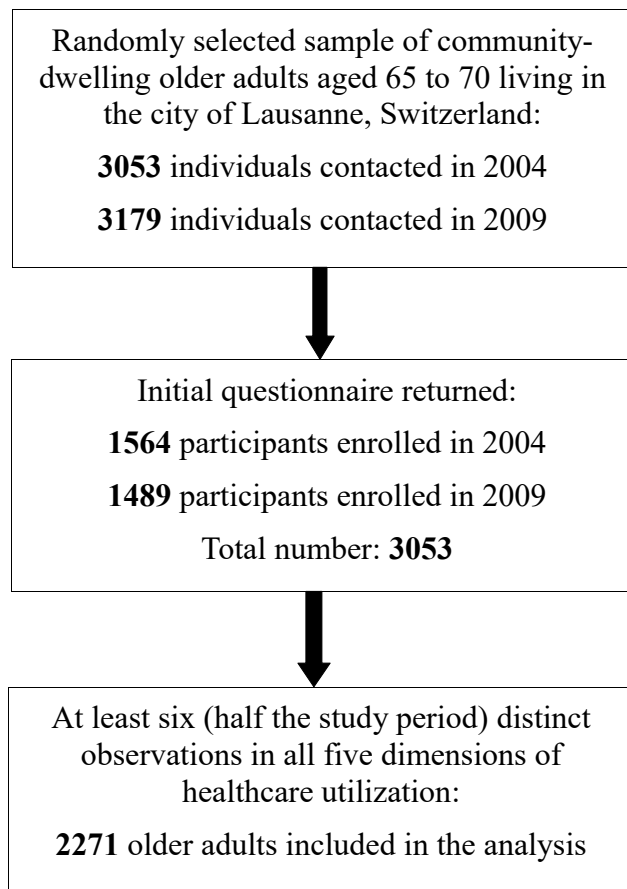 Randomly selected sample of community-
dwelling older adults aged 65 to 70 living in
the city of Lausanne, Switzerland:
3053 individuals contacted in 2004
3179 individuals contacted in 2009
Initial questionnaire returned:
1564 participants enrolled in 2004
1489 participants enrolled in 2009
Total number: 3053
At least six (half the study period) distinct
observations in all five dimensions of
healthcare utilization:
2271 older adults included in the analysis